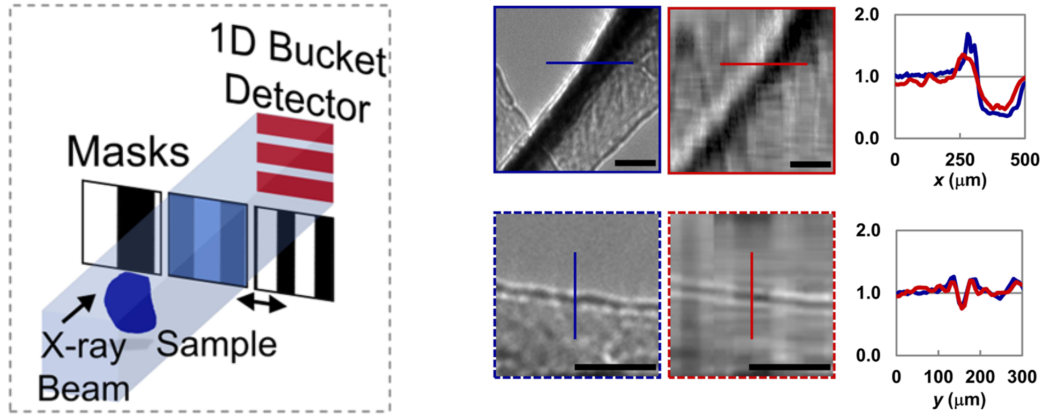 1D Bucket
Detector
Masks
X-ray
Beam
Sample
2.0
1.0
0.0
0
250
500
x (μm)
2.0
1.0
0.0
0
100
200
300
y (μm)